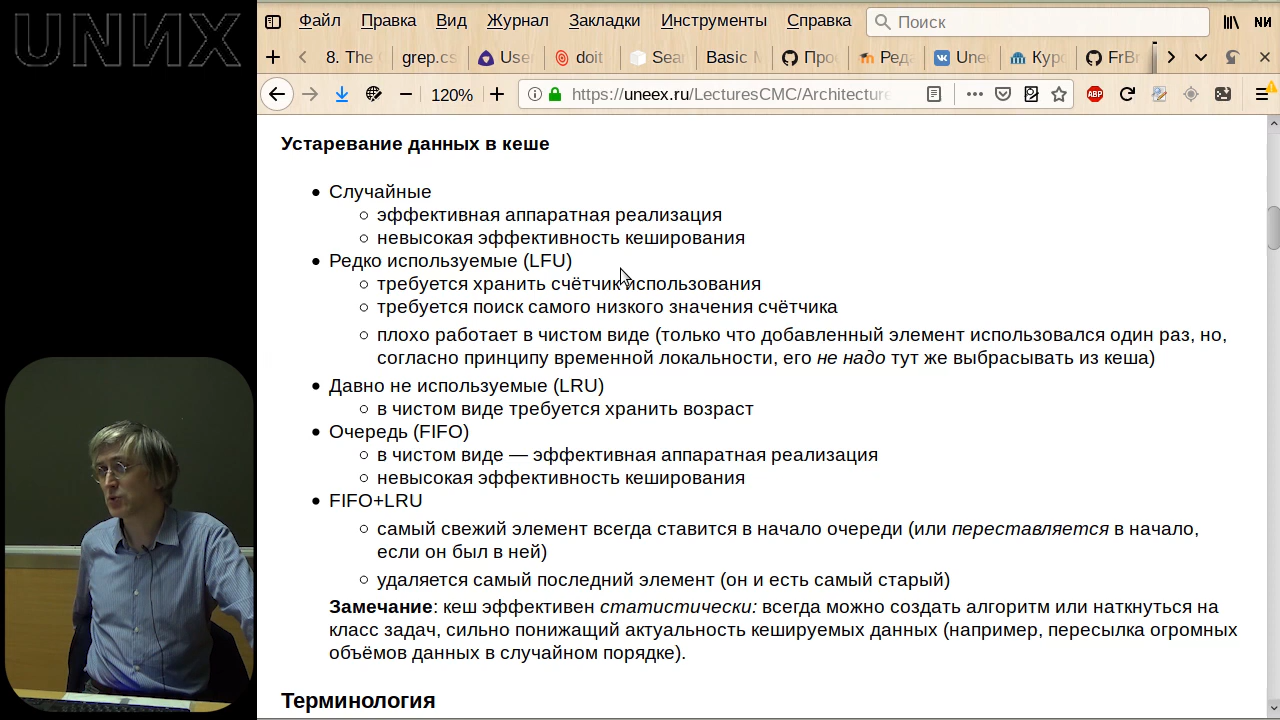 UNIX
Файл Правка Вид Журнал Закладки Инструменты Справка Поиск
8. The grep.cs User doit Sear Basic M Про Реда Unee Курс FrBr
120% https://uneex.ru/LecturesCMC/Architecture ABP
Устаревание данных в кеше
• Случайные
○ эффективная аппаратная реализация
○ невысокая эффективность кеширования
• Редко используемые (LFU)
○ требуется хранить счётчик использования
○ требуется поиск самого низкого значения счётчика
○ плохо работает в чистом виде (только что добавленный элемент использовался один раз, но,
согласно принципу временной локальности, его не надо тут же выбрасывать из кеша)
• Давно не используемые (LRU)
○ в чистом виде требуется хранить возраст
• Очередь (FIFO)
○ в чистом виде — эффективная аппаратная реализация
○ невысокая эффективность кеширования
• FIFO+LRU
○ самый свежий элемент всегда ставится в начало очереди (или переставляется в начало,
если он был в ней)
○ удаляется самый последний элемент (он и есть самый старый)
Замечание: кеш эффективен статистически: всегда можно создать алгоритм или наткнуться на
класс задач, сильно понижащий актуальность кешируемых данных (например, пересылка огромных
объёмов данных в случайном порядке).
Терминология